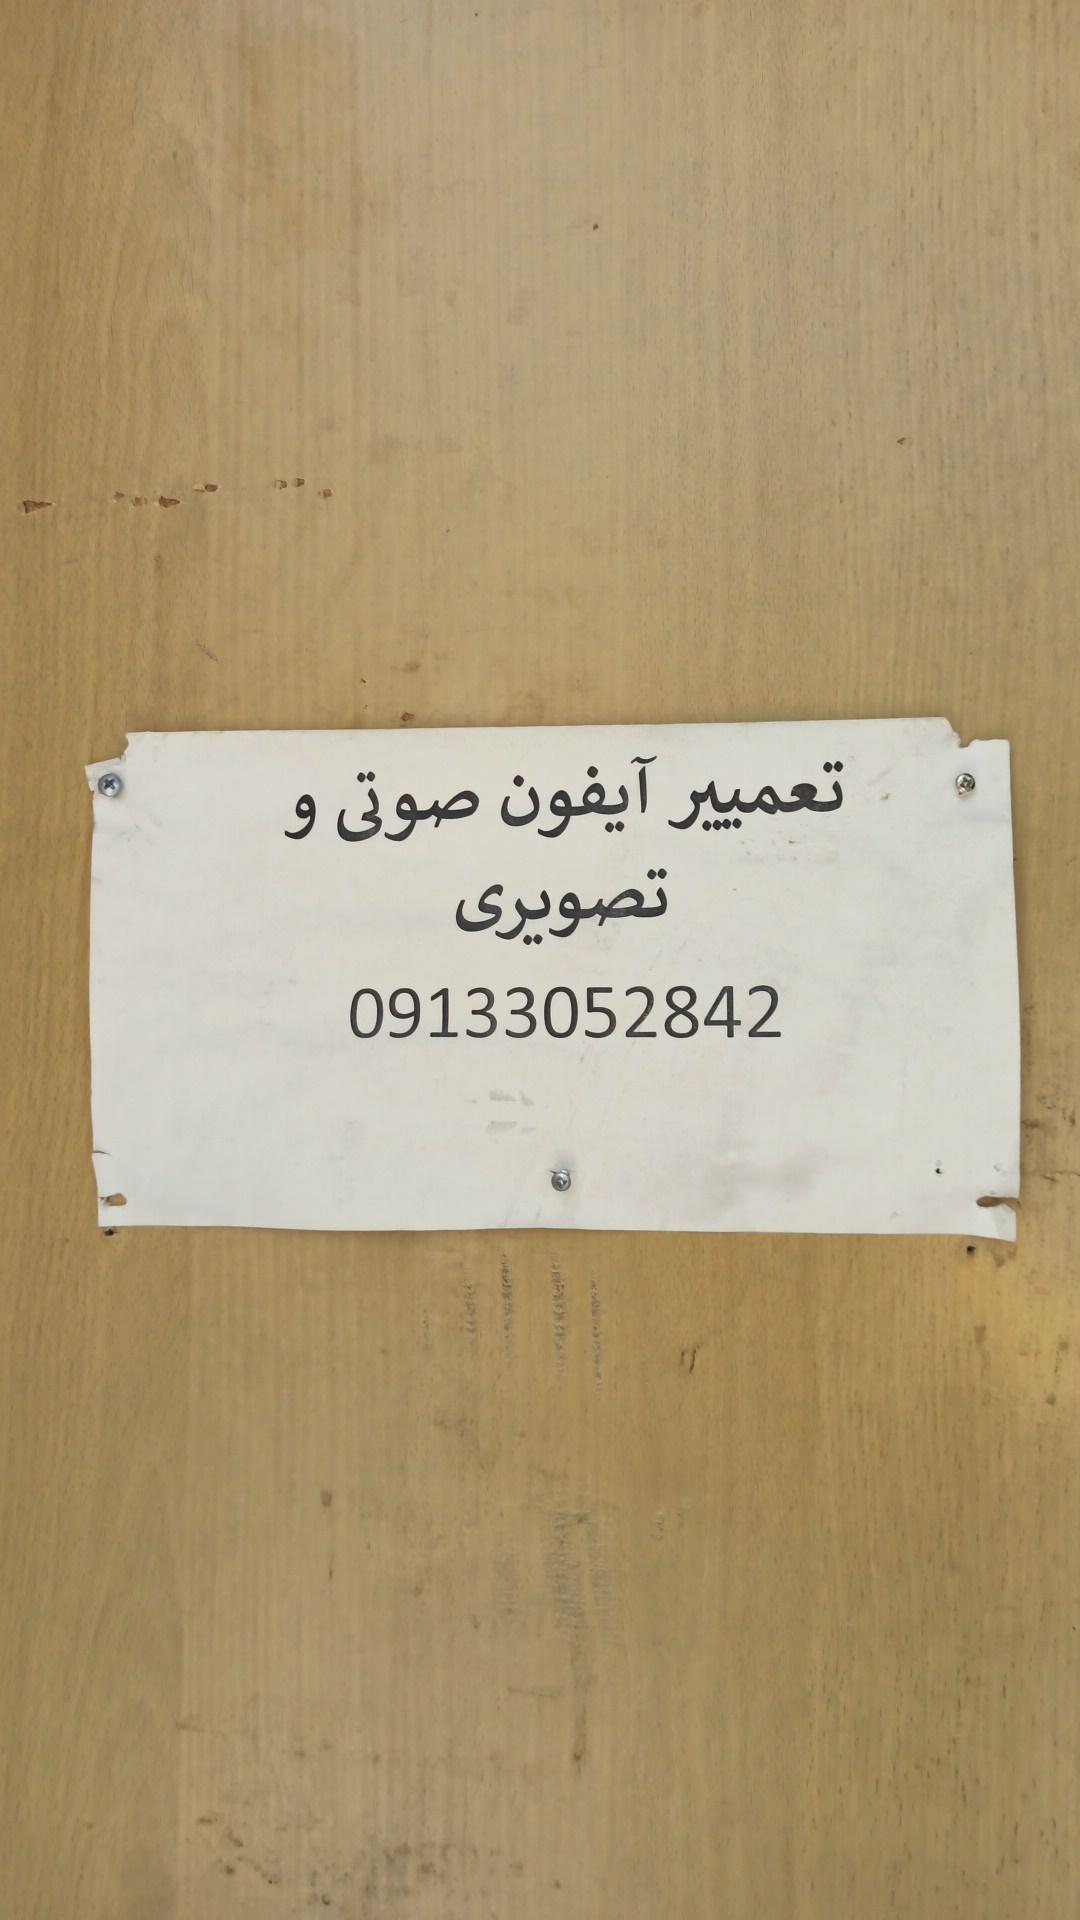 تعمییر آیفون صوتی و
تصویری
09133052842